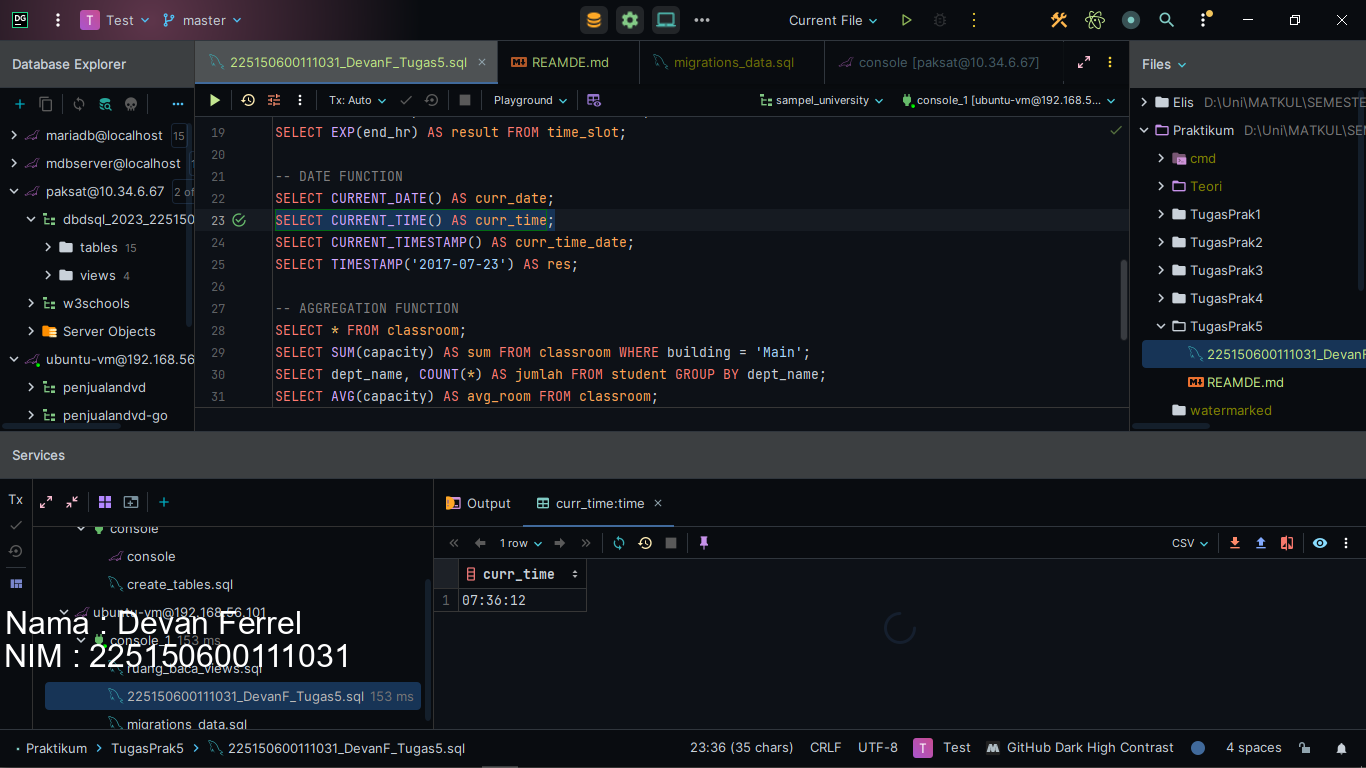 DG
T Test
master
Current File
Database Explorer
225150600111031_DevanF_Tugas5.sql
REAMDE.md
migrations_data.sql
console [paksat@10.34.6.67]
Files
Tx: Auto
Playground
sampel_university
console_1 [ubuntu-vm@192.168.5...
mariadb@localhost 15
mdbserver@localhost
paksat@10.34.6.67 2 of
dbdsql_2023_225150
tables 15
views 4
w3schools
Server Objects
ubuntu-vm@192.168.56
penjualandvd
penjualandvd-go
19 SELECT EXP(end_hr) AS result FROM time_slot;
20
21 -- DATE FUNCTION
22 SELECT CURRENT_DATE() AS curr_date;
23 SELECT CURRENT_TIME() AS curr_time;
24 SELECT CURRENT_TIMESTAMP() AS curr_time_date;
25 SELECT TIMESTAMP('2017-07-23') AS res;
26
27 -- AGGREGATION FUNCTION
28 SELECT * FROM classroom;
29 SELECT SUM(capacity) AS sum FROM classroom WHERE building = 'Main';
30 SELECT dept_name, COUNT(*) AS jumlah FROM student GROUP BY dept_name;
31 SELECT AVG(capacity) AS avg_room FROM classroom;
Elis D:\Uni\MATKUL\SEMESTE
Praktikum D:\Uni\MATKUL\SEM
cmd
Teori
TugasPrak1
TugasPrak2
TugasPrak3
TugasPrak4
TugasPrak5
225150600111031_DevanF
REAMDE.md
watermarked
Services
Tx
console
console
create_tables.sql
ubuntu-vm@192.168.56.101
console_1 153 ms
ruang_baca_views.sql
225150600111031_DevanF_Tugas5.sql 153 ms
migrations_data.sql
Nama : Devan Ferrel
NIM : 225150600111031
Output
curr_time:time
1 row
CSV
curr_time
1 07:36:12
Praktikum > TugasPrak5 > 225150600111031_DevanF_Tugas5.sql
23:36 (35 chars) CRLF UTF-8 T Test GitHub Dark High Contrast 4 spaces